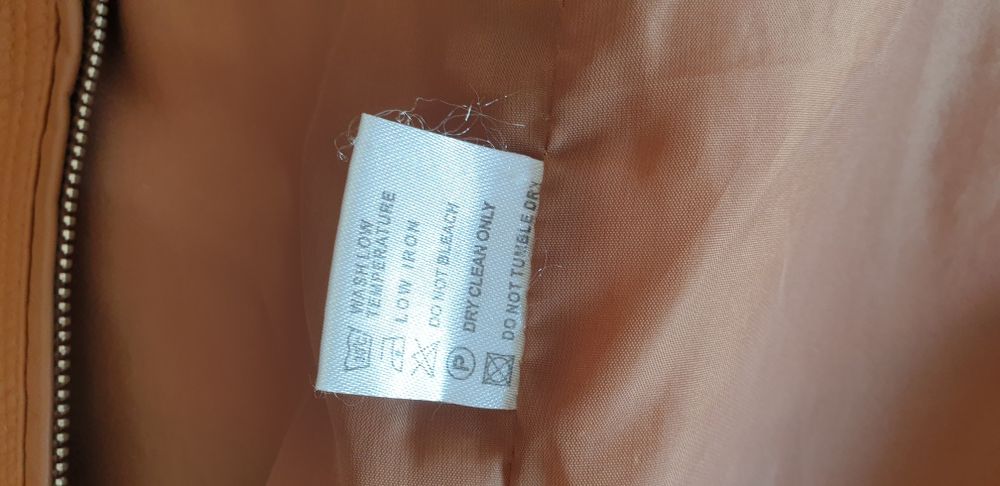 WASH LOW
TEMPERATURE
LOW IRON
DO NOT BLEACH
P DRY CLEAN ONLY
DO NOT TUMBLE DRY